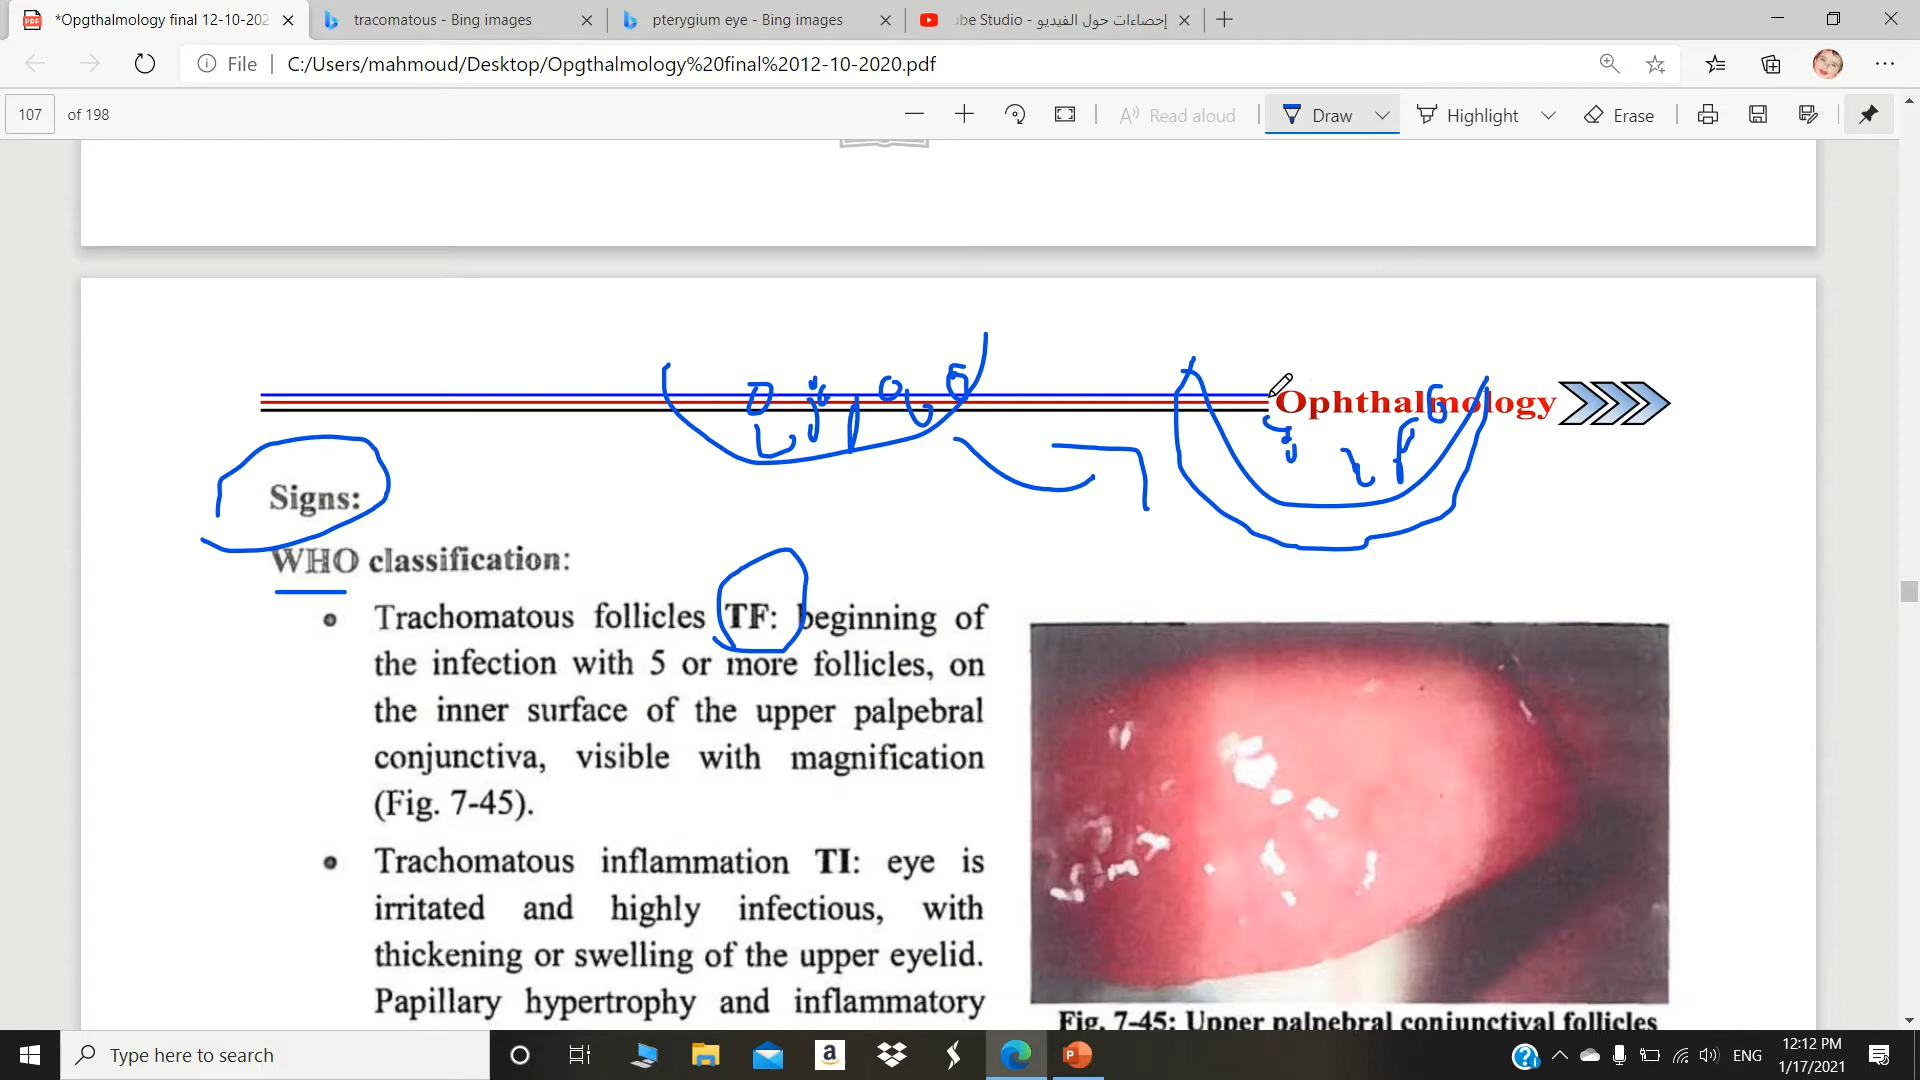 *Opgthalmology final 12-10-202
tracomatous - Bing images
pterygium eye - Bing images
إحصاءات حول الفيديو - ube Studio
File
C:/Users/mahmoud/Desktop/Opgthalmology%20final%2012-10-2020.pdf
107 of 198
Read aloud
Draw
Highlight
Erase
Ophthalmology
Signs:
WHO classification:
• Trachomatous follicles TF: beginning of
the infection with 5 or more follicles, on
the inner surface of the upper palpebral
conjunctiva, visible with magnification
(Fig. 7-45).
• Trachomatous inflammation TI: eye is
irritated and highly infectious, with
thickening or swelling of the upper eyelid.
Papillary hypertrophy and inflammatory
Fig. 7-45: Upper palpebral conjunctival follicles
Type here to search
ENG
12:12 PM
1/17/2021